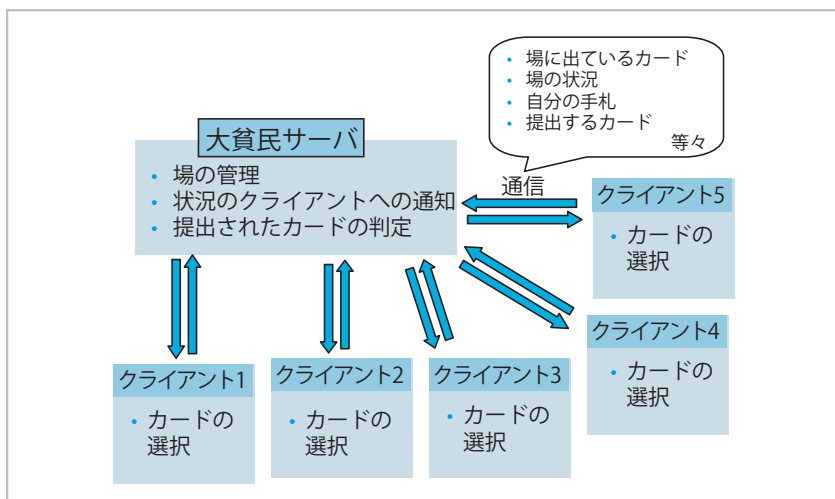 • 場に出ているカード
• 場の状況
• 自分の手札
• 提出するカード
等々
大貧民サーバ
• 場の管理
• 状況のクライアントへの通知
• 提出されたカードの判定
通信
クライアント5
• カードの
選択
クライアント4
• カードの
選択
クライアント1
• カードの
選択
クライアント2
• カードの
選択
クライアント3
• カードの
選択